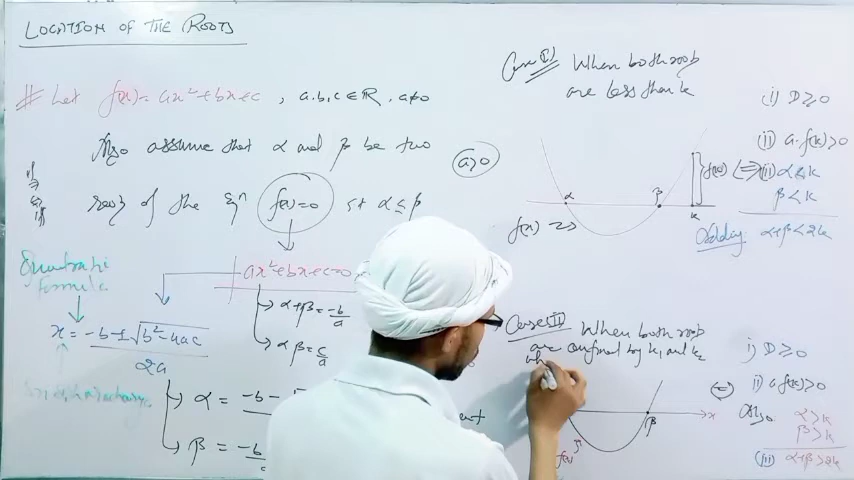 LOCATION OF THE ROOTS
# Let f(x) = ax²+bx+c , a,b,c ∈ ℝ, a≠0
Also assume that α and β be two
roots of the Eqn f(x)=0 st α ≤ β
ax²+bx+c=0
α+β = -b/a
αβ = c/a
Quadratic
formula
x = -b ± √b²-4ac
2a
α = -b-
β = -b
a>0
Case(I) When both roots
are less than k
i) D ≥ 0
(ii) a.f(k)>0
(iii) α<k
β<k
Adding α+β<2k
α
β
k
f(k)
f(x) =>
Case(II) When both roots
are confined by k₁ and k₂
i) D ≥ 0
ii) a f(k)>0
Also α>k
β>k
(iii) α+β>2k
β
x